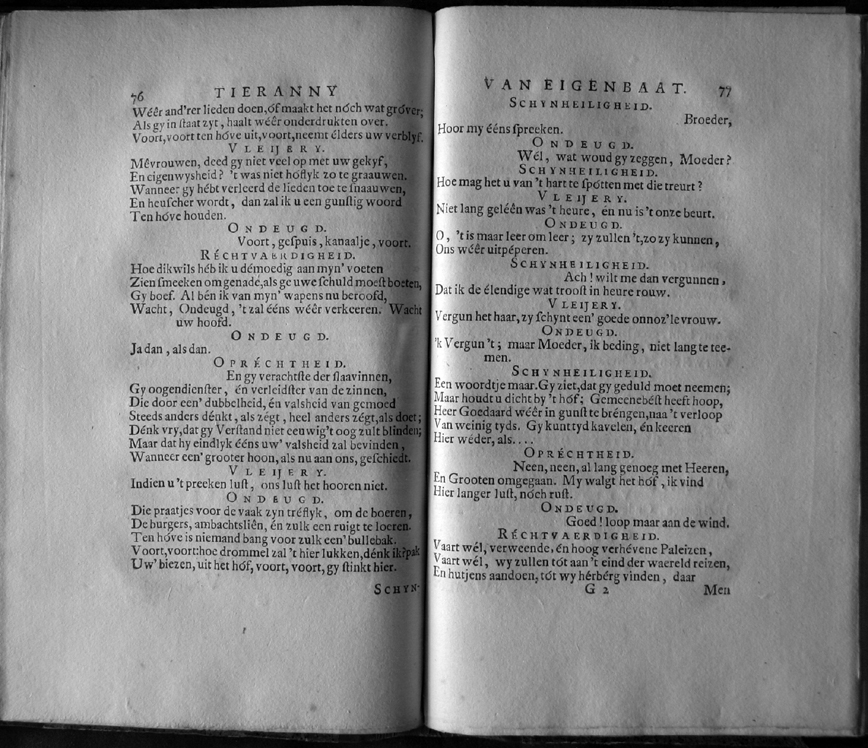 76 TIERANNY
Wéêr and'rer lieden doen, óf maakt het nóch wat gróver;
Als gy in ſtaat zyt, haalt wéêr onderdrukten over.
Voort, voort ten hóve uit, voort, neemt élders uw verblyf.
VLEIJERY.
Mêvrouwen, deed gy niet veel op met uw gekyf,
En eigenwysheid? 't was niet hóflyk zo te graauwen.
Wanneer gy hébt verleerd de lieden toe te ſnaauwen,
En heuſcher wordt, dan zal ik u een gunſtig woord
Ten hóve houden.
ONDEUGD.
Voort, geſpuis, kanaalje, voort.
RÉCHTVAERDIGHEID.
Hoe dikwils héb ik u démoedig aan myn' voeten
Zien ſmeeken om genade, als ge uwe ſchuld moeſt boeten,
Gy boef. Al bén ik van myn' wapens nu beroofd,
Wacht, Ondeugd, 't zal ééns wéêr verkeeren. Wacht
uw hoofd.
ONDEUGD.
Ja dan, als dan.
OPRÉCHTHEID.
En gy verachtſte der ſlaavinnen,
Gy oogendienſter, én verleidſter van de zinnen,
Die door een' dubbelheid, én valsheid van gemoed
Steeds anders dénkt, als zégt, heel anders zégt, als doet;
Dénk vry, dat gy Verſtand niet eeuwig 't oog zult blinden;
Maar dat hy eindlyk ééns uw' valsheid zal bevinden,
Wanneer een' grooter hoon, als nu aan ons, geſchiedt.
VLEIJERY.
Indien u 't preeken luſt, ons luſt het hooren niet.
ONDEUGD.
Die praatjes voor de vaak zyn tréflyk, om de boeren,
De burgers, ambachtsliên, én zulk een ruigt te loeren.
Ten hóve is niemand bang voor zulk een' bullebak.
Voort, voort: hoe drommel zal 't hier lukken, dénk ik? pak
Uw' biezen, uit het hóf, voort, voort, gy ſtinkt hier.
SCHYN-
VAN EIGENBAAT. 77
SCHYNHEILIGHEID.
Broeder,
Hoor my ééns ſpreeken.
ONDEUGD.
Wél, wat woud gy zeggen, Moeder?
SCHYNHEILIGHEID.
Hoe mag het u van 't hart te ſpótten met die treurt?
VLEIJERY.
Niet lang geléên was 't heure, én nu is 't onze beurt.
ONDEUGD.
O, 't is maar leer om leer; zy zullen 't, zo zy kunnen,
Ons wéêr uitpéperen.
SCHYNHEILIGHEID.
Ach! wilt me dan vergunnen,
Dat ik de élendige wat trooſt in heure rouw.
VLEIJERY.
Vergun het haar, zy ſchynt een' goede onnoz'le vrouw.
ONDEUGD.
'k Vergun 't; maar Moeder, ik beding, niet lang te tee-
men.
SCHYNHEILIGHEID.
Een woordtje maar. Gy ziet, dat gy geduld moet neemen;
Maar houdt u dicht by 't hóf; Gemeenebéſt heeft hoop,
Heer Goedaard wéêr in gunſt te bréngen, naa 't verloop
Van weinig tyds. Gy kunt tyd kavelen, én keeren
Hier wéder, als....
OPRÉCHTHEID.
Neen, neen, al lang genoeg met Heeren,
En Grooten omgegaan. My walgt het hóf, ik vind
Hier langer luſt, nóch ruſt.
ONDEUGD.
Goed! loop maar aan de wind.
RÉCHTVAERDIGHEID.
Vaart wél, verweende, én hoog verhévene Paleizen,
Vaart wél, wy zullen tót aan 't eind der waereld reizen,
En hutjens aandoen, tót wy hérbérg vinden, daar
G 2 Men